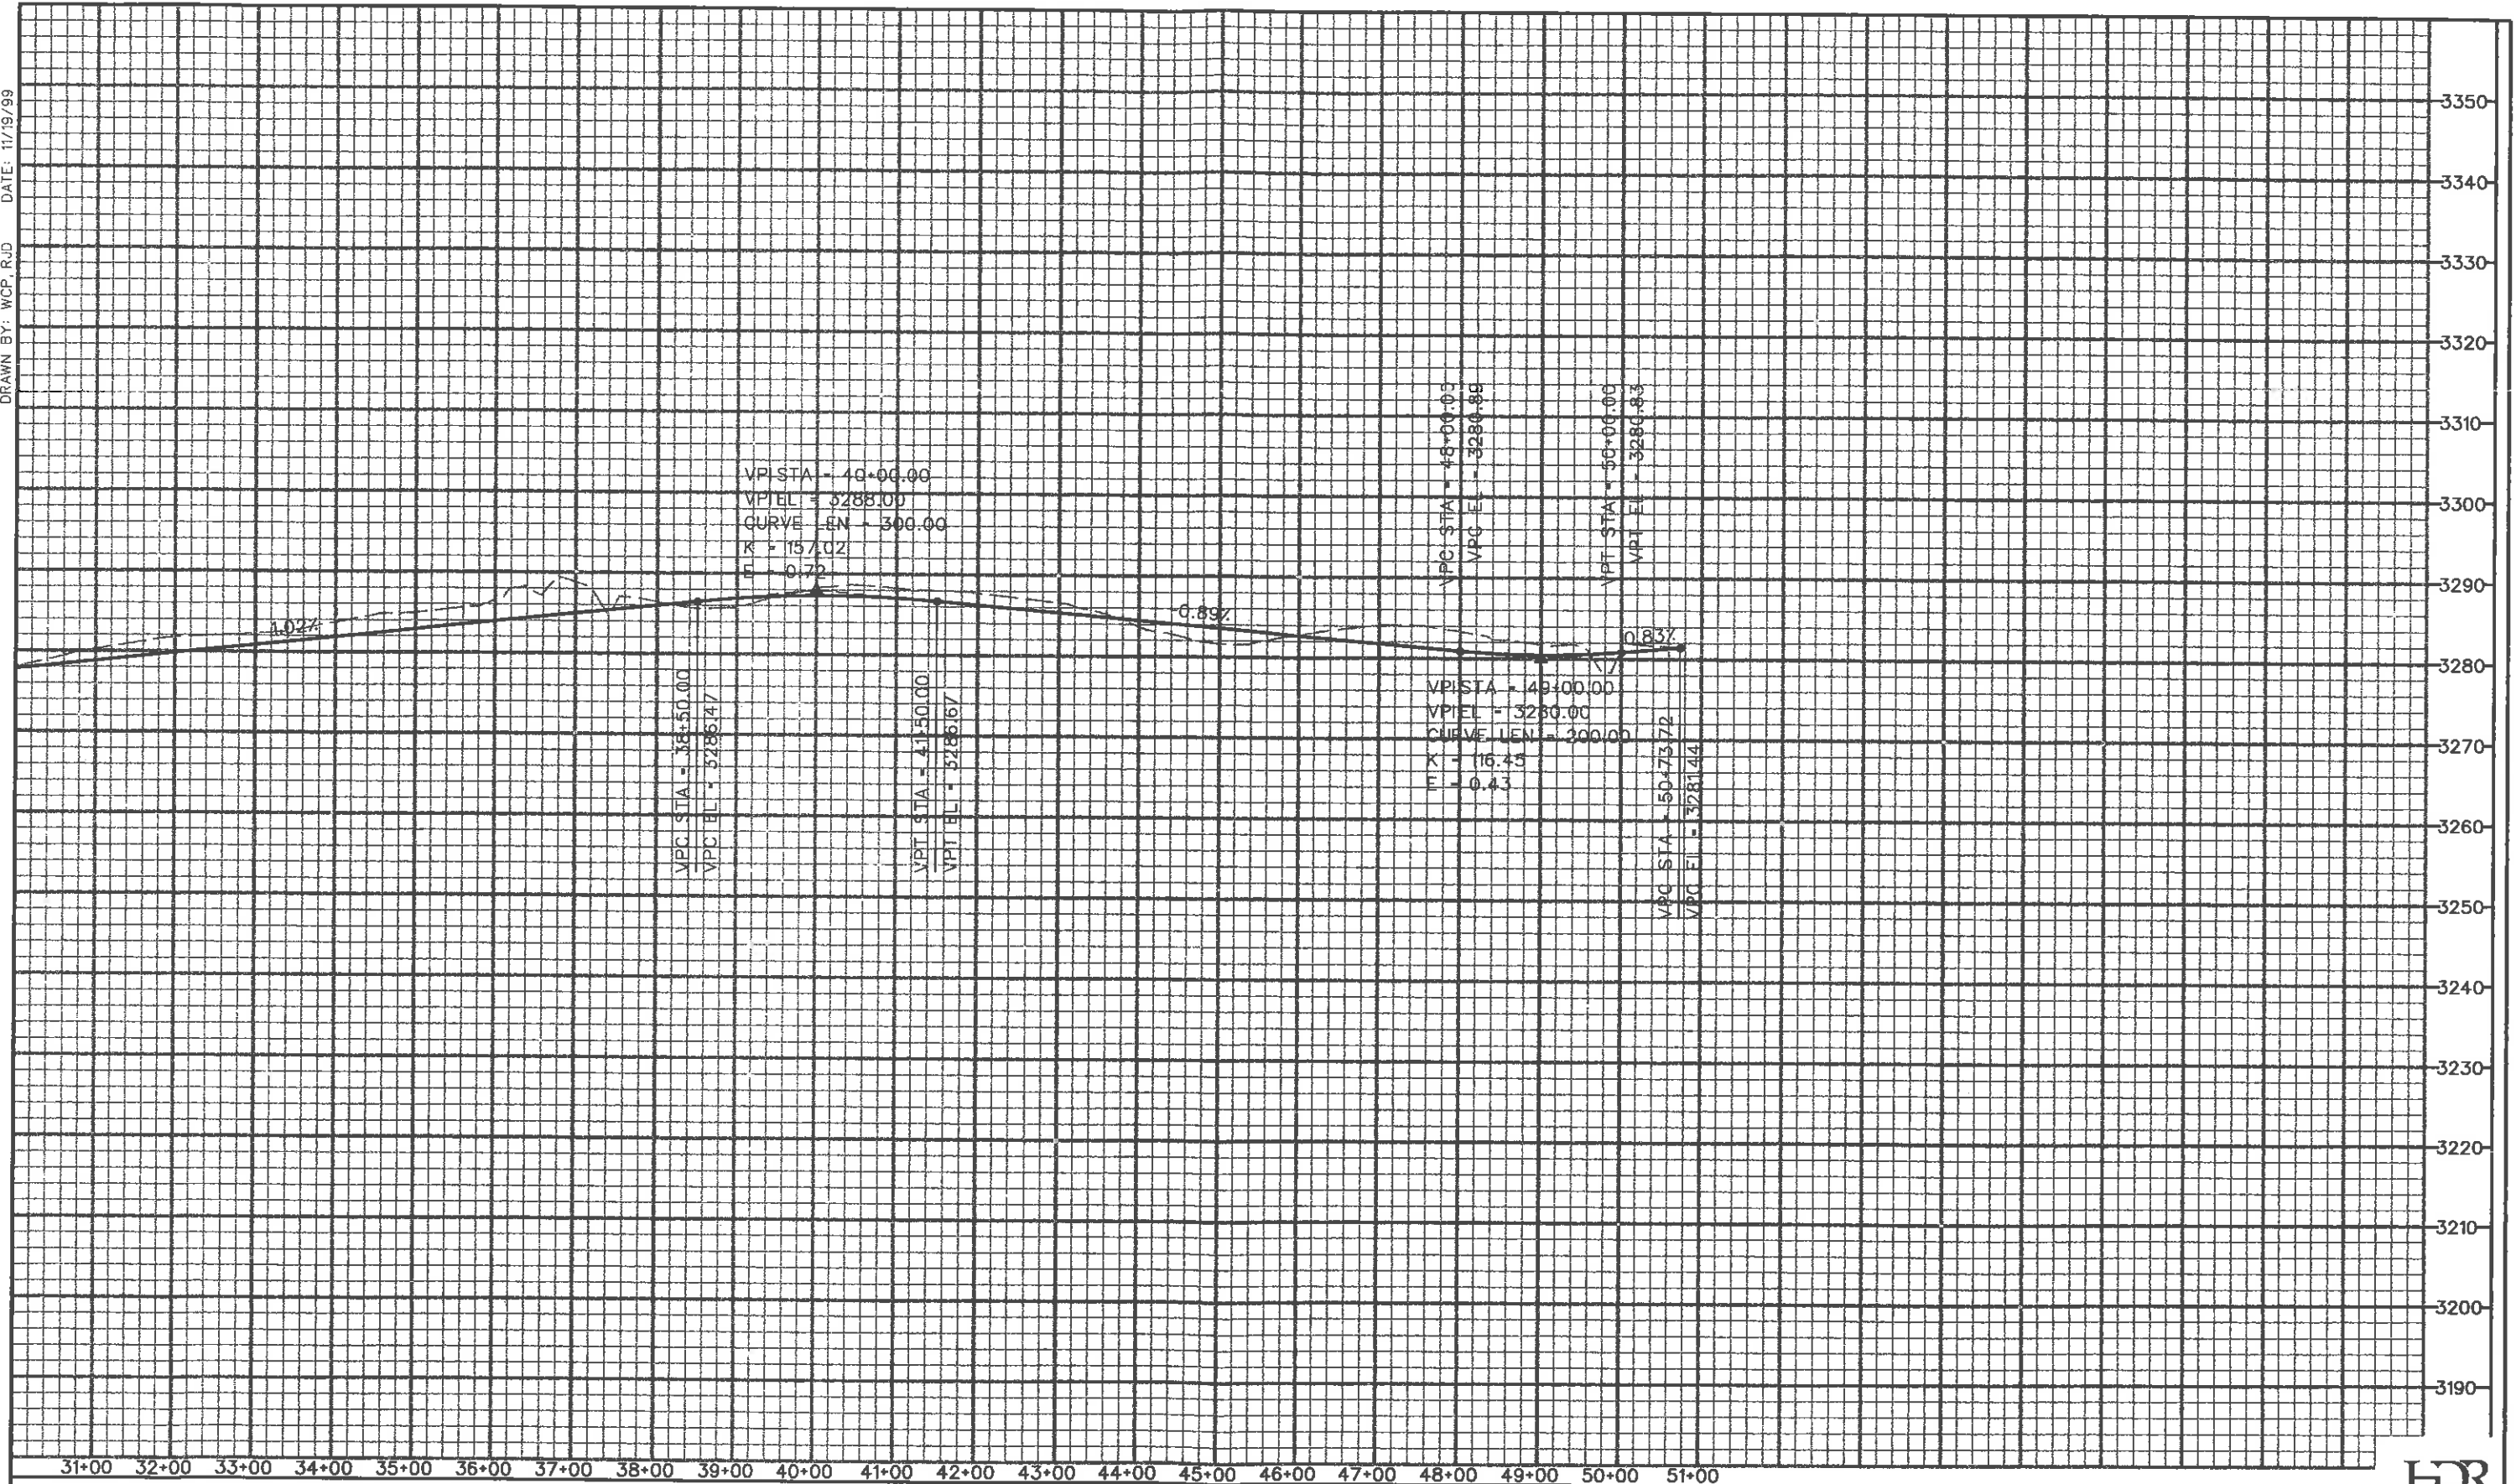 DRAWN BY: WCP, RJD DATE: 11/19/99
3350
3340
3330
3320
3310
3300
3290
3280
3270
3260
3250
3240
3230
3220
3210
3200
3190
VPI STA = 40+00.00
VPI EL = 3288.00
CURVE LEN = 300.00
K = 157.02
E = 0.72
VPC STA = 48+00.00
VPC EL = 3280.89
VPT STA = 50+00.00
VPT EL = 3280.83
1.02%
-0.89%
0.83%
VPC STA = 38+50.00
VPC EL = 3286.47
VPT STA = 41+50.00
VPT EL = 3286.67
VPI STA = 49+00.00
VPI EL = 3280.00
CURVE LEN = 200.00
K = 116.45
E = 0.43
VPC STA = 50+73.72
VPC EL = 3281.44
31+00 32+00 33+00 34+00 35+00 36+00 37+00 38+00 39+00 40+00 41+00 42+00 43+00 44+00 45+00 46+00 47+00 48+00 49+00 50+00 51+00
HDR